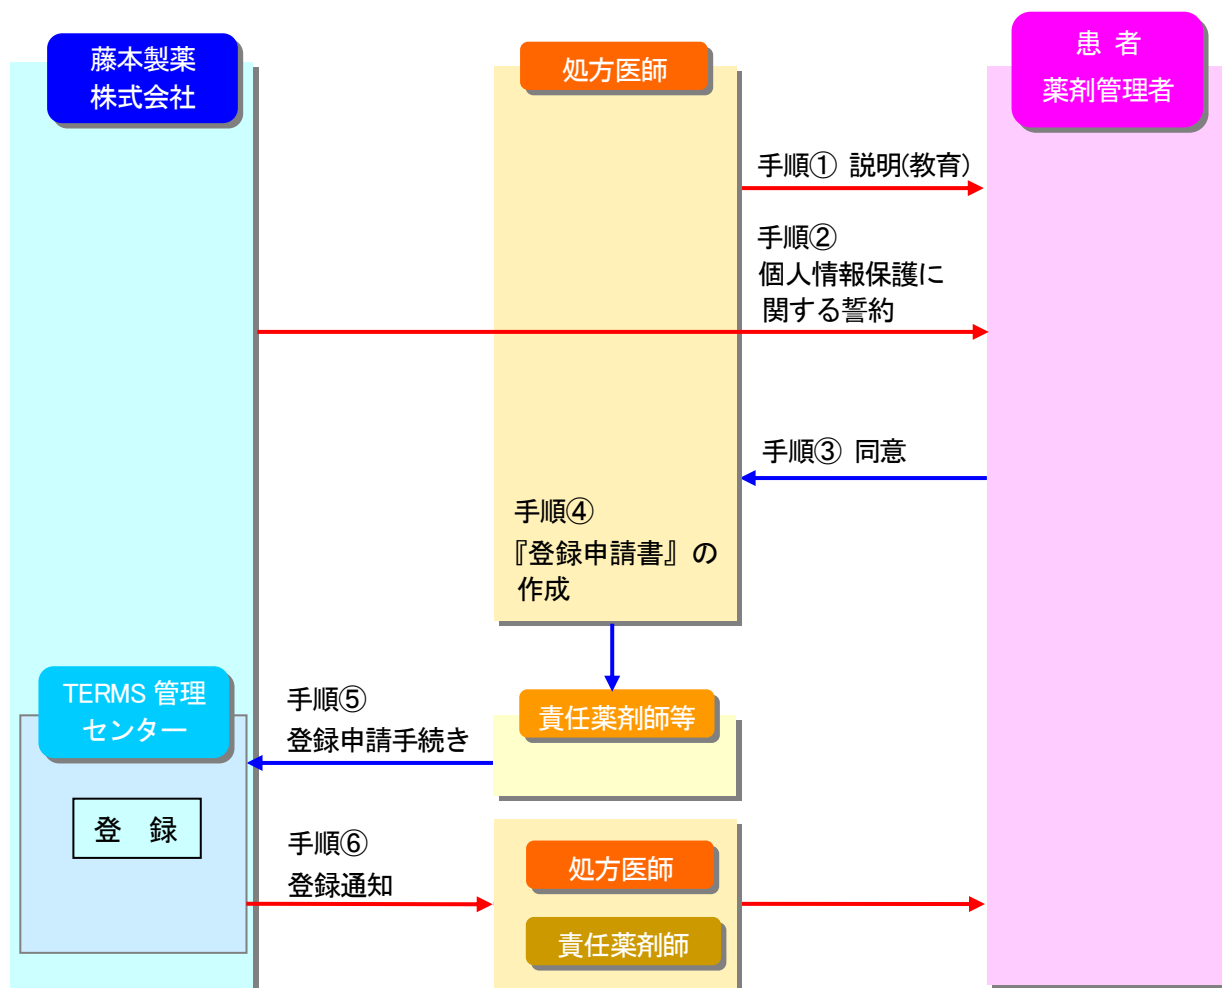 藤本製薬
株式会社
処方医師
患 者
薬剤管理者
手順① 説明(教育)
手順②
個人情報保護に
関する誓約
手順③ 同意
手順④
『登録申請書』の
作成
TERMS 管理
センター
手順⑤
登録申請手続き
責任薬剤師等
登 録
手順⑥
登録通知
処方医師
責任薬剤師